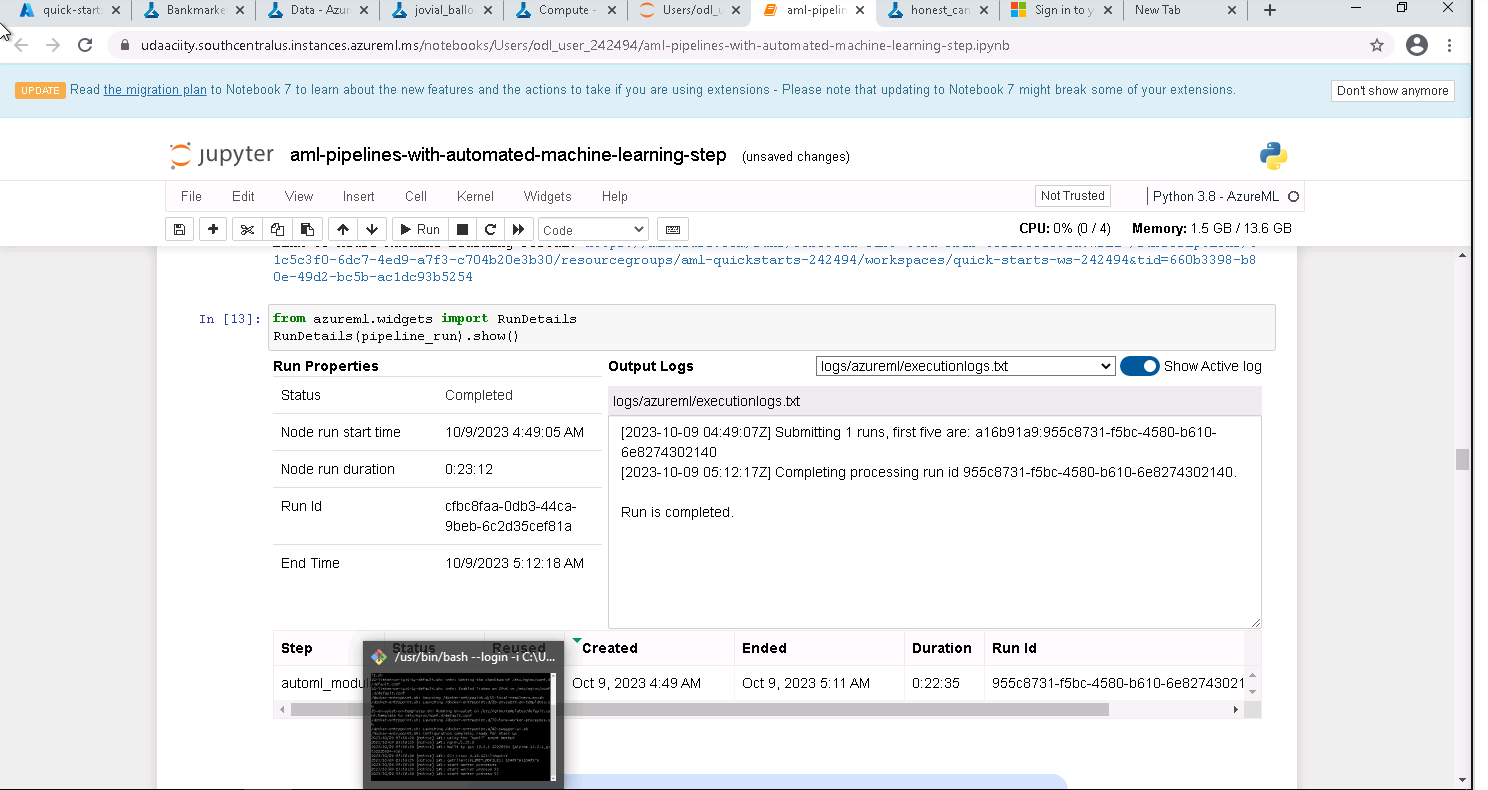 quick-start:
Bankmarke
Data - Azur
jovial_ballo
Compute -
Users/odl_u
aml-pipelin
honest_can
Sign in to y
New Tab
udaaciity.southcentralus.instances.azureml.ms/notebooks/Users/odl_user_242494/aml-pipelines-with-automated-machine-learning-step.ipynb
UPDATE Read the migration plan to Notebook 7 to learn about the new features and the actions to take if you are using extensions - Please note that updating to Notebook 7 might break some of your extensions.
Don't show anymore
jupyter aml-pipelines-with-automated-machine-learning-step (unsaved changes)
File Edit View Insert Cell Kernel Widgets Help
Not Trusted Python 3.8 - AzureML
Run Code CPU: 0% (0 / 4) Memory: 1.5 GB / 13.6 GB
1c5c3f0-6dc7-4ed9-a7f3-c704b20e3b30/resourcegroups/aml-quickstarts-242494/workspaces/quick-starts-ws-242494&tid=660b3398-b8
0e-49d2-bc5b-ac1dc93b5254
In [13]: from azureml.widgets import RunDetails
RunDetails(pipeline_run).show()
Run Properties
Status Completed
Node run start time 10/9/2023 4:49:05 AM
Node run duration 0:23:12
Run Id cfbc8faa-0db3-44ca-
9beb-6c2d35cef81a
End Time 10/9/2023 5:12:18 AM
Output Logs logs/azureml/executionlogs.txt Show Active log
logs/azureml/executionlogs.txt
[2023-10-09 04:49:07Z] Submitting 1 runs, first five are: a16b91a9:955c8731-f5bc-4580-b610-
6e8274302140
[2023-10-09 05:12:17Z] Completing processing run id 955c8731-f5bc-4580-b610-6e8274302140.
Run is completed.
Step Status Reused Created Ended Duration Run Id
automl_modu Oct 9, 2023 4:49 AM Oct 9, 2023 5:11 AM 0:22:35 955c8731-f5bc-4580-b610-6e82743021
/usr/bin/bash --login -i C:\U...